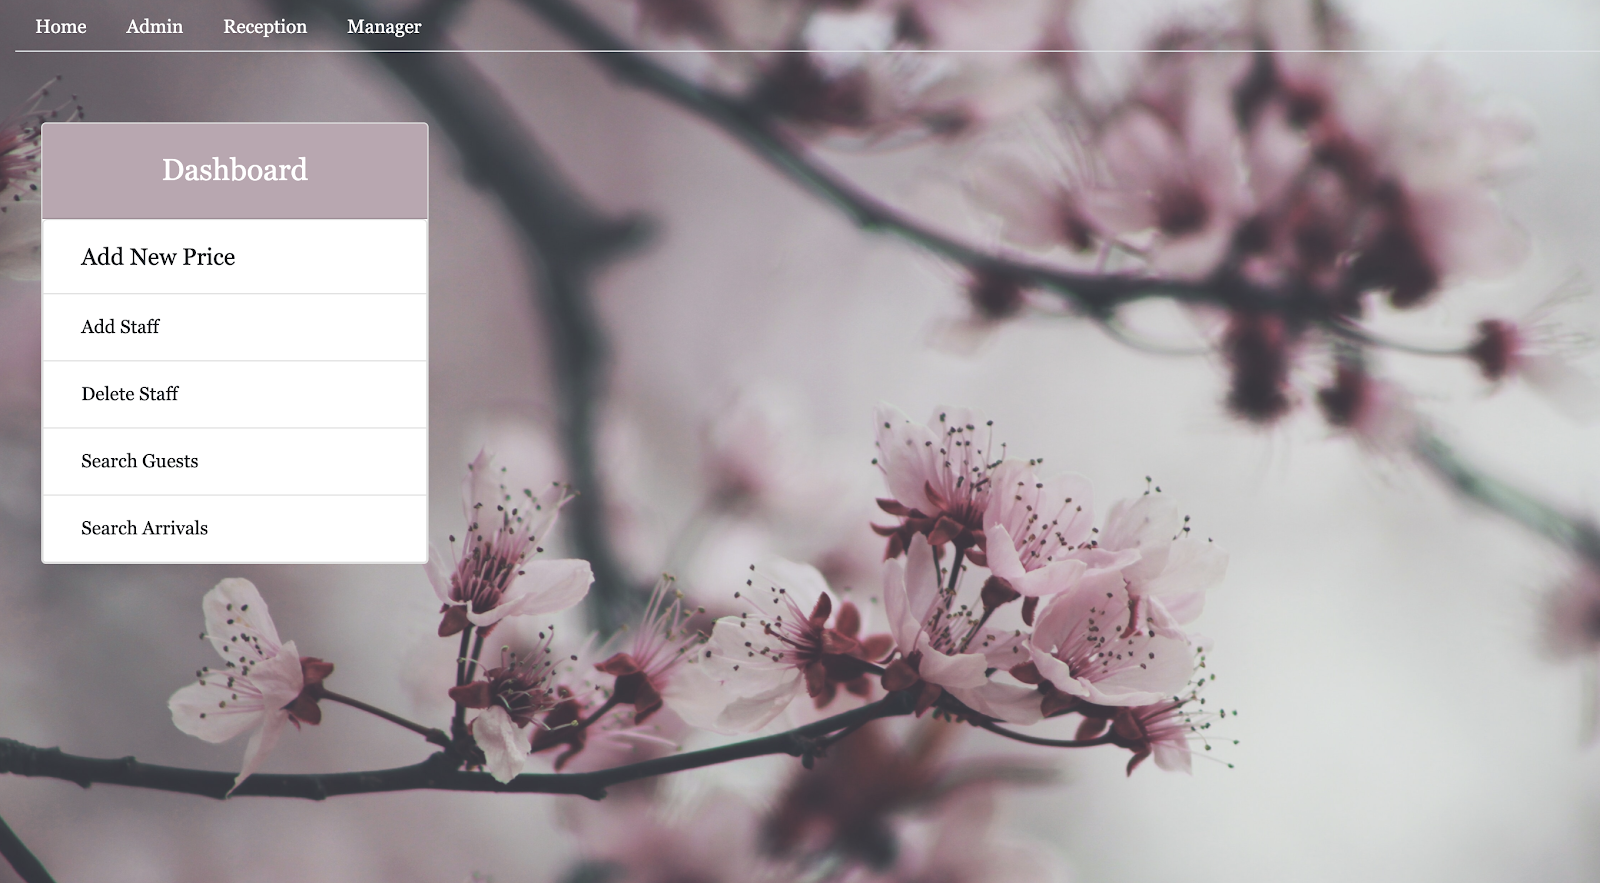 Home Admin Reception Manager
Dashboard
Add New Price
Add Staff
Delete Staff
Search Guests
Search Arrivals